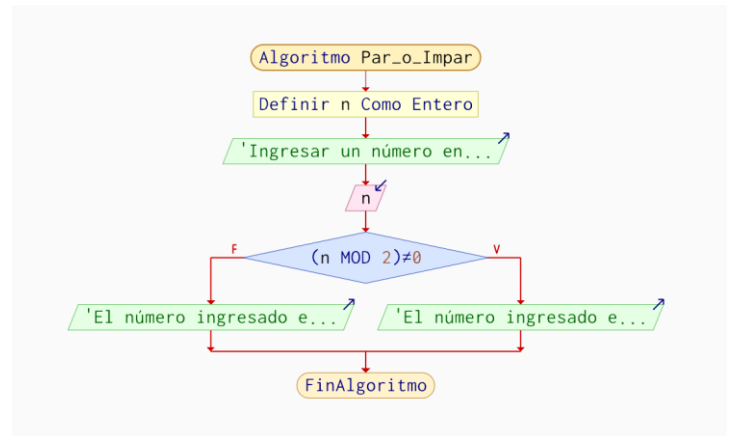 Algoritmo Par_o_Impar
Definir n Como Entero
'Ingresar un número en...
n
F
(n MOD 2)≠0
V
'El número ingresado e...
'El número ingresado e...
FinAlgoritmo